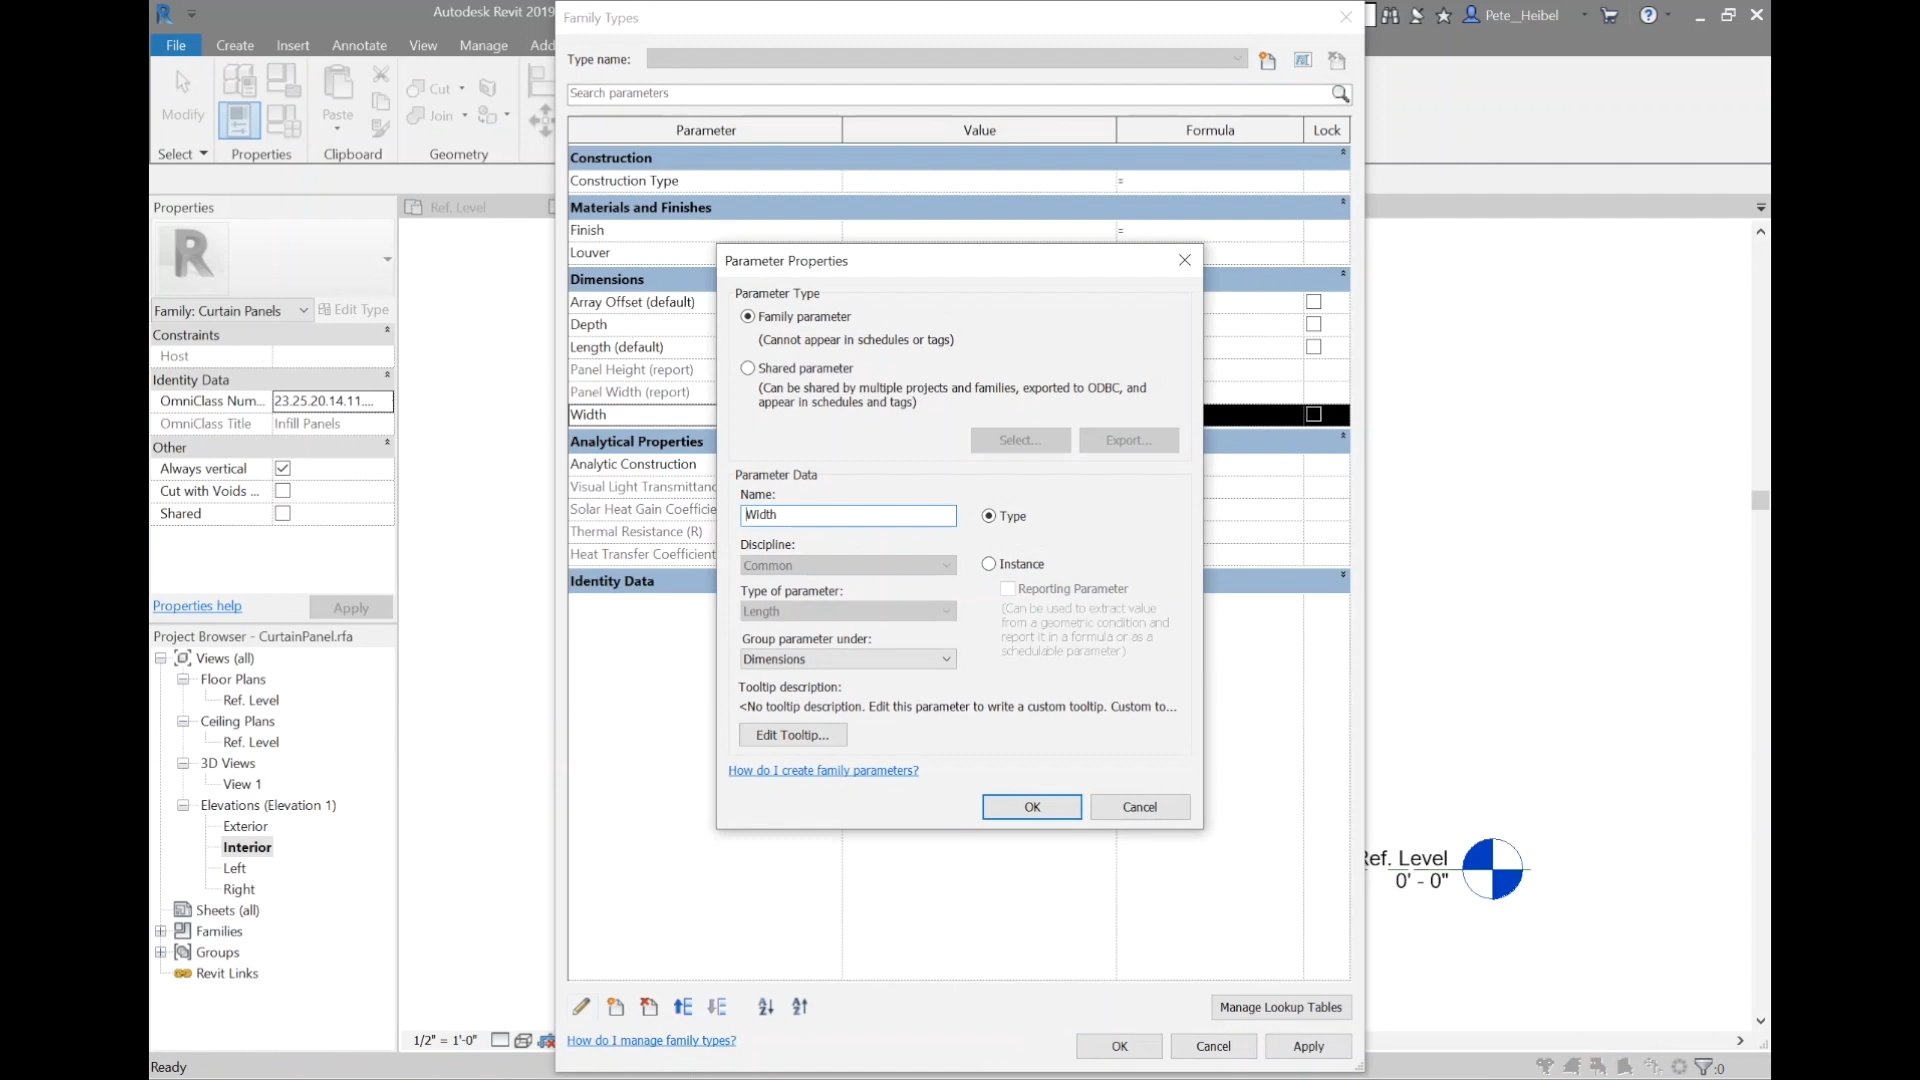 Autodesk Revit 2019
Pete_Heibel
File
Create
Insert
Annotate
View
Manage
Add
Modify
Select
Properties
Paste
Clipboard
Cut
Join
Geometry
Properties
Family: Curtain Panels
Edit Type
Constraints
Host
Identity Data
OmniClass Num...
23.25.20.14.11....
OmniClass Title
Infill Panels
Other
Always vertical
Cut with Voids ...
Shared
Properties help
Apply
Project Browser - CurtainPanel.rfa
Views (all)
Floor Plans
Ref. Level
Ceiling Plans
Ref. Level
3D Views
View 1
Elevations (Elevation 1)
Exterior
Interior
Left
Right
Sheets (all)
Families
Groups
Revit Links
Ready
Ref. Level
1/2" = 1'-0"
Family Types
Type name:
Search parameters
Parameter
Value
Formula
Lock
Construction
Construction Type
=
Materials and Finishes
Finish
=
Louver
Dimensions
Array Offset (default)
Depth
Length (default)
Panel Height (report)
Panel Width (report)
Width
Analytical Properties
Analytic Construction
Visual Light Transmittanc
Solar Heat Gain Coefficie
Thermal Resistance (R)
Heat Transfer Coefficient
Identity Data
Manage Lookup Tables
How do I manage family types?
OK
Cancel
Apply
Parameter Properties
Parameter Type
Family parameter
(Cannot appear in schedules or tags)
Shared parameter
(Can be shared by multiple projects and families, exported to ODBC, and
appear in schedules and tags)
Select...
Export...
Parameter Data
Name:
Width
Type
Discipline:
Common
Instance
Type of parameter:
Length
Reporting Parameter
(Can be used to extract value
from a geometric condition and
report it in a formula or as a
schedulable parameter)
Group parameter under:
Dimensions
Tooltip description:
<No tooltip description. Edit this parameter to write a custom tooltip. Custom to...
Edit Tooltip...
How do I create family parameters?
OK
Cancel
Ref. Level
0' - 0"
:0